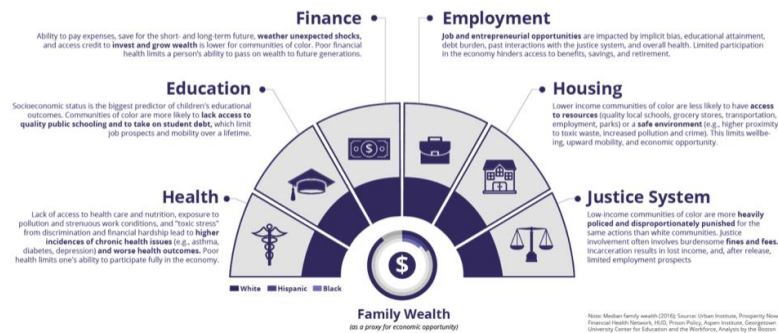 Finance
Ability to pay expenses, save for the short- and long-term future, weather unexpected shocks,
and access credit to invest and grow wealth is lower for communities of color. Poor financial
health limits a person's ability to pass on wealth to future generations.
Employment
Job and entrepreneurial opportunities are impacted by implicit bias, educational attainment,
debt burden, past interactions with the justice system, and overall health. Limited participation
in the economy hinders access to benefits, savings, and retirement.
Education
Socioeconomic status is the biggest predictor of children's educational
outcomes. Communities of color are more likely to lack access to
quality public schooling and to take on student debt, which limit
job prospects and mobility over a lifetime.
Housing
Lower income communities of color are less likely to have access
to resources (quality local schools, grocery stores, transportation,
employment, parks) or a safe environment (e.g., higher proximity
to toxic waste, increased pollution and crime). This limits wellbe-
ing, upward mobility, and economic opportunity.
Health
Lack of access to health care and nutrition, exposure to
pollution and strenuous work conditions, and "toxic stress"
from discrimination and financial hardship lead to higher
incidences of chronic health issues (e.g., asthma,
diabetes, depression) and worse health outcomes. Poor
health limits one's ability to participate fully in the economy.
Justice System
Low-income communities of color are more heavily
policed and disproportionately punished for the
same actions than white communities. Justice
involvement often involves burdensome fines and fees.
Incarceration results in lost income, and, after release,
limited employment prospects
$
$
White Hispanic Black
Family Wealth
(as a proxy for economic opportunity)
Note: Median family wealth (2016); Source: Urban Institute, Prosperity Now
Financial Health Network, HUD, Prison Policy, Aspen Institute, Georgetown
University Center for Education and the Workforce, Analysis by the Boston